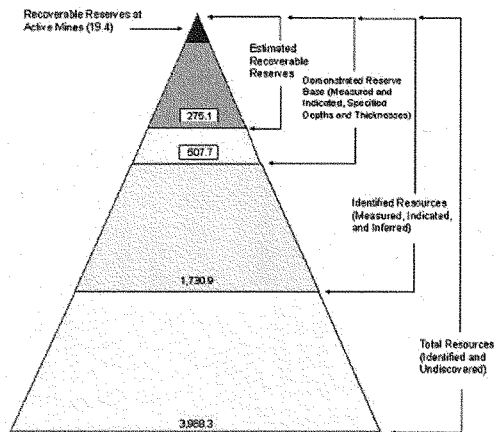 Recoverable Reserves at
Active Mines (19.4)
Estimated
Recoverable
Reserves
Demonstrated Reserve
Base (Measured and
Indicated, Specified
Depths and Thicknesses)
275.1
507.7
Identified Resources
(Measured, Indicated,
and Inferred)
1,730.9
Total Resources
(Identified and
Undiscovered)
3,968.3